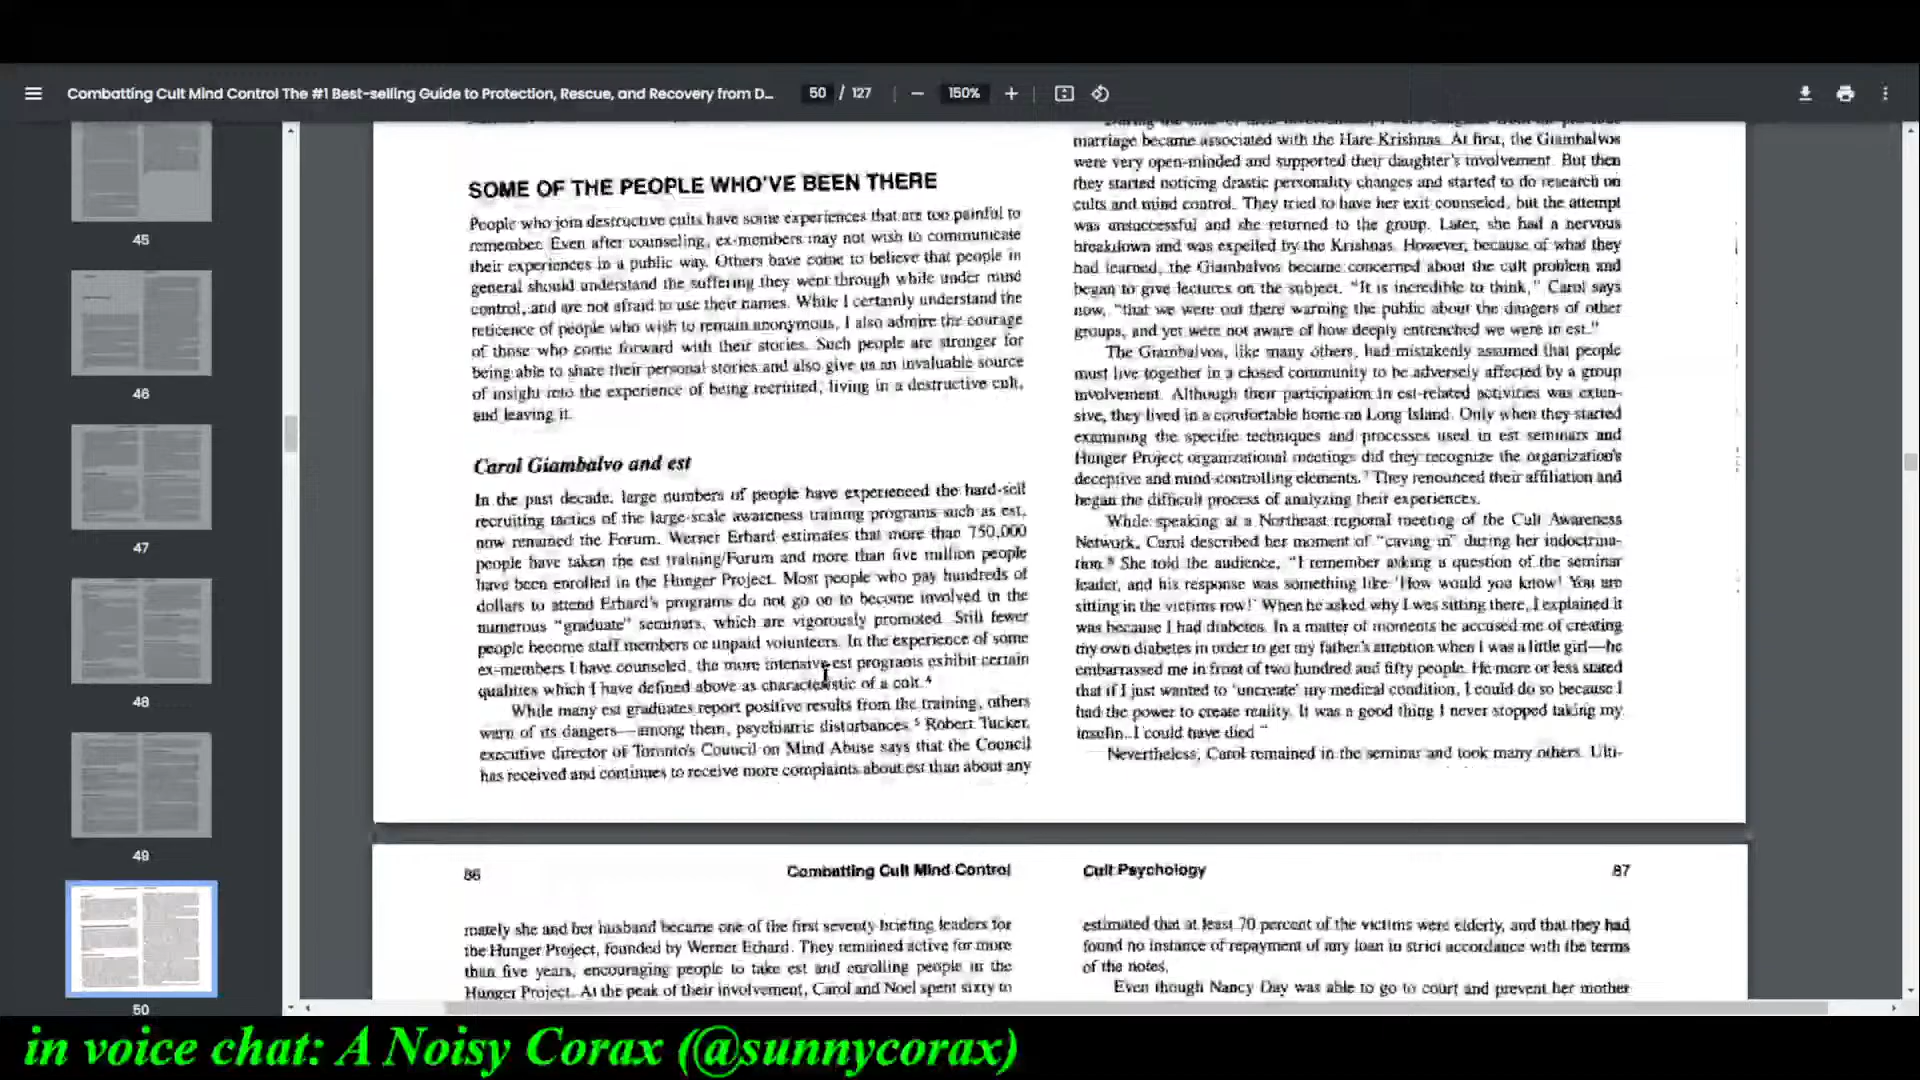 Combatting Cult Mind Control The #1 Best-selling Guide to Protection, Rescue, and Recovery from D...
50 / 127
150%
45
46
47
48
49
50
SOME OF THE PEOPLE WHO'VE BEEN THERE
People who join destructive cults have some experiences that are too painful to
remember. Even after counseling, ex-members may not wish to communicate
their experiences in a public way. Others have come to believe that people in
general should understand the suffering they went through while under mind
control, and are not afraid to use their names. While I certainly understand the
reticence of people who wish to remain anonymous, I also admire the courage
of those who come forward with their stories. Such people are stronger for
being able to share their personal stories and also give us an invaluable source
of insight into the experience of being recruited, living in a destructive cult,
and leaving it.
Carol Giambalvo and est
In the past decade, large numbers of people have experienced the hard-sell
recruiting tactics of the large-scale awareness training programs such as est,
now renamed the Forum. Werner Erhard estimates that more than 750,000
people have taken the est training/Forum and more than five million people
have been enrolled in the Hunger Project. Most people who pay hundreds of
dollars to attend Erhard's programs do not go on to become involved in the
numerous "graduate" seminars, which are vigorously promoted. Still fewer
people become staff members or unpaid volunteers. In the experience of some
ex-members I have counseled, the more intensive est programs exhibit certain
qualities which I have defined above as characteristic of a cult.4
While many est graduates report positive results from the training, others
warn of its dangers—among them, psychiatric disturbances.5 Robert Tucker,
executive director of Toronto's Council on Mind Abuse says that the Council
has received and continues to receive more complaints about est than about any
marriage became associated with the Hare Krishnas. At first, the Giambalvos
were very open-minded and supported their daughter's involvement. But then
they started noticing drastic personality changes and started to do research on
cults and mind control. They tried to have her exit counseled, but the attempt
was unsuccessful and she returned to the group. Later, she had a nervous
breakdown and was expelled by the Krishnas. However, because of what they
had learned, the Giambalvos became concerned about the cult problem and
began to give lectures on the subject. "It is incredible to think," Carol says
now, "that we were out there warning the public about the dangers of other
groups, and yet were not aware of how deeply entrenched we were in est."
The Giambalvos, like many others, had mistakenly assumed that people
must live together in a closed community to be adversely affected by a group
involvement. Although their participation in est-related activities was exten-
sive, they lived in a comfortable home on Long Island. Only when they started
examining the specific techniques and processes used in est seminars and
Hunger Project organizational meetings did they recognize the organization's
deceptive and mind-controlling elements.7 They renounced their affiliation and
began the difficult process of analyzing their experiences.
While speaking at a Northeast regional meeting of the Cult Awareness
Network, Carol described her moment of "caving in" during her indoctrina-
tion.8 She told the audience, "I remember asking a question of the seminar
leader, and his response was something like 'How would you know! You are
sitting in the victims row!' When he asked why I was sitting there, I explained it
was because I had diabetes. In a matter of moments he accused me of creating
my own diabetes in order to get my father's attention when I was a little girl—he
embarrassed me in front of two hundred and fifty people. He more or less stated
that if I just wanted to 'uncreate' my medical condition, I could do so because I
had the power to create reality. It was a good thing I never stopped taking my
insulin...I could have died."
Nevertheless, Carol remained in the seminar and took many others. Ulti-
86 Combatting Cult Mind Control
mately she and her husband became one of the first seventy briefing leaders for
the Hunger Project, founded by Werner Erhard. They remained active for more
than five years, encouraging people to take est and enrolling people in the
Hunger Project. At the peak of their involvement, Carol and Noel spent sixty to
Cult Psychology 87
estimated that at least 70 percent of the victims were elderly, and that they had
found no instance of repayment of any loan in strict accordance with the terms
of the notes.
Even though Nancy Day was able to go to court and prevent her mother
in voice chat: A Noisy Corax (@sunnycorax)